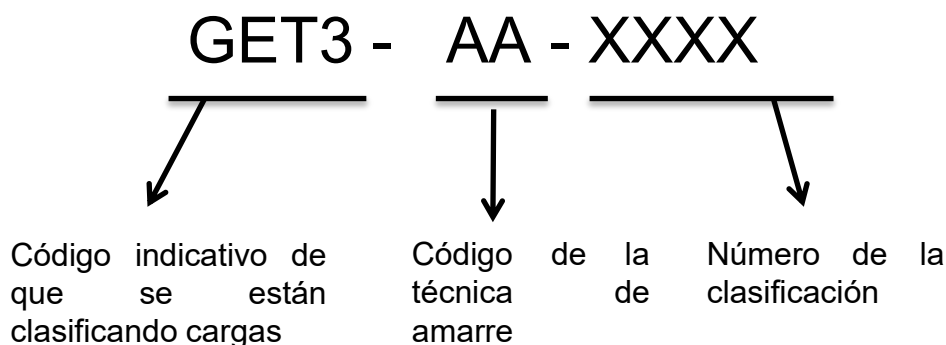 GET3 - AA - XXXX
Código indicativo de
que se están
clasificando cargas
Código de la
técnica de
amarre
Número de la
clasificación